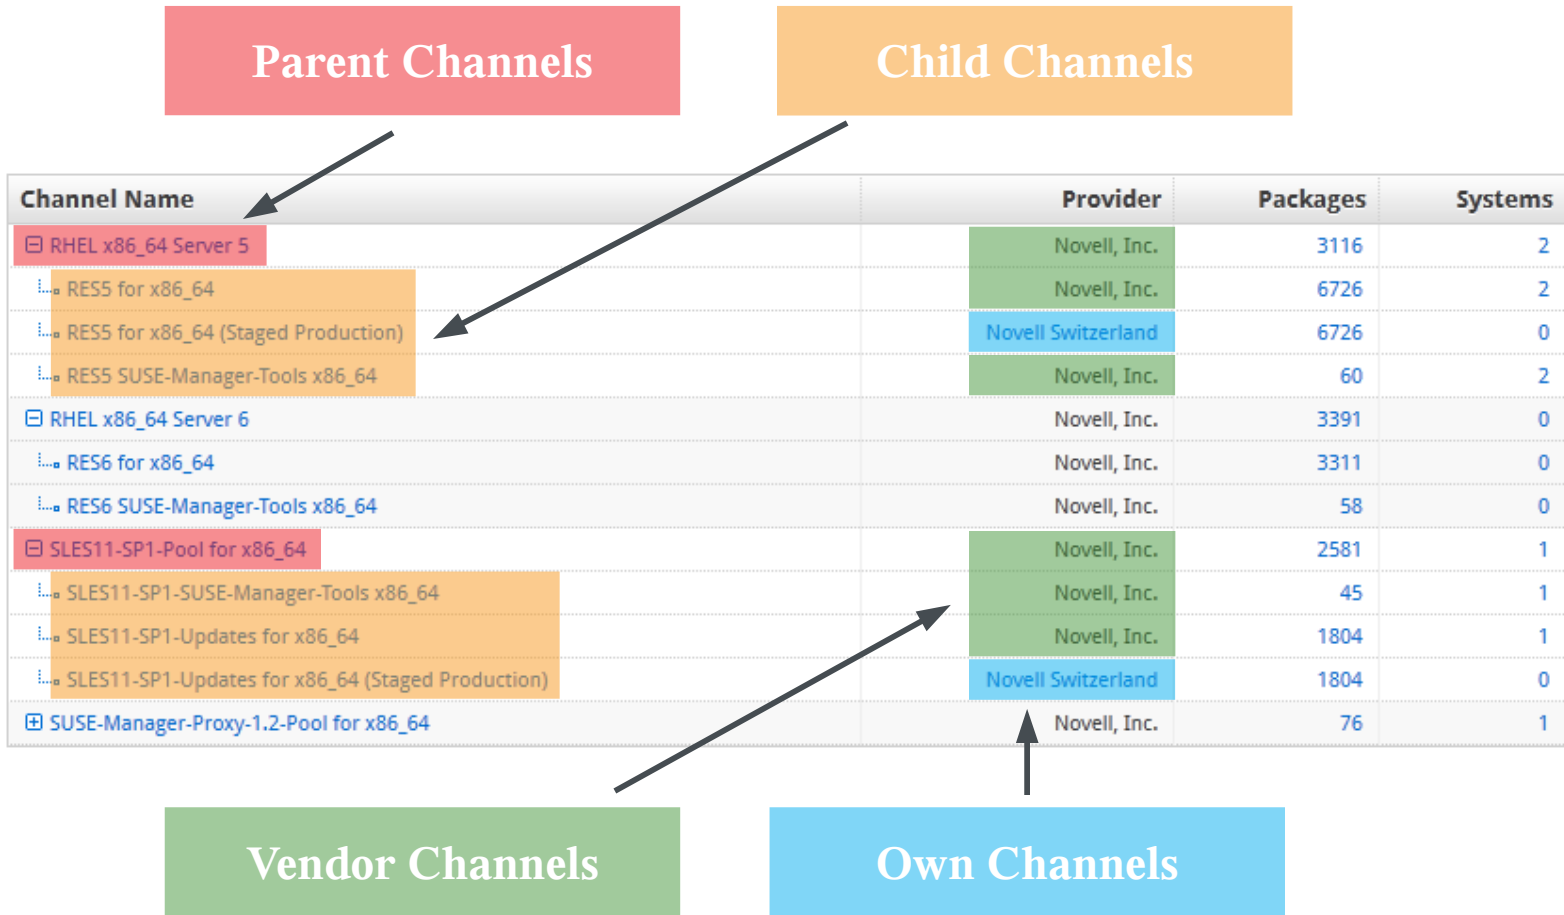 Parent Channels Child Channels
Channel Name Provider Packages Systems
RHEL x86_64 Server 5 Novell, Inc. 3116 2
RES5 for x86_64 Novell, Inc. 6726 2
RES5 for x86_64 (Staged Production) Novell Switzerland 6726 0
RES5 SUSE-Manager-Tools x86_64 Novell, Inc. 60 2
RHEL x86_64 Server 6 Novell, Inc. 3391 0
RES6 for x86_64 Novell, Inc. 3311 0
RES6 SUSE-Manager-Tools x86_64 Novell, Inc. 58 0
SLES11-SP1-Pool for x86_64 Novell, Inc. 2581 1
SLES11-SP1-SUSE-Manager-Tools x86_64 Novell, Inc. 45 1
SLES11-SP1-Updates for x86_64 Novell, Inc. 1804 1
SLES11-SP1-Updates for x86_64 (Staged Production) Novell Switzerland 1804 0
SUSE-Manager-Proxy-1.2-Pool for x86_64 Novell, Inc. 76 1
Vendor Channels Own Channels